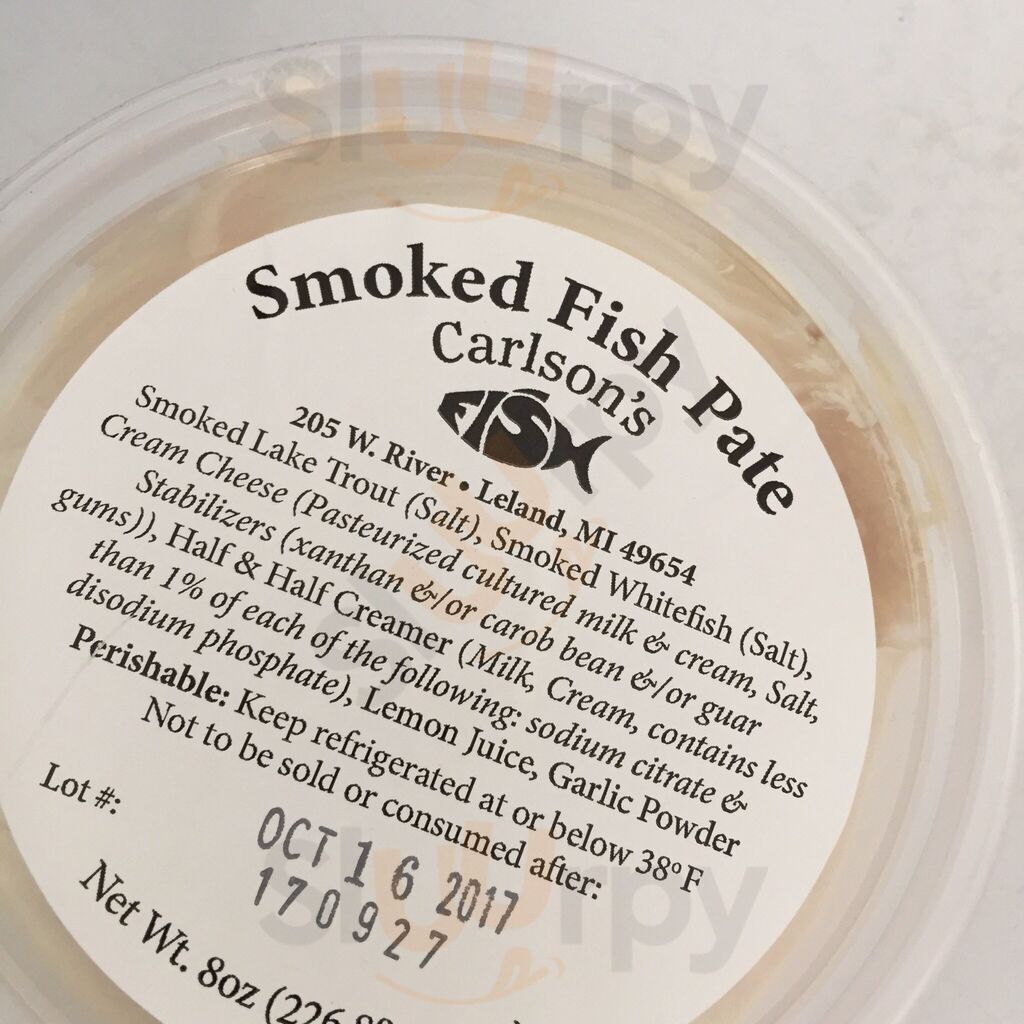 Sluurpy
Smoked Fish Pate
Carlson's
FISH
205 W. River • Leland, MI 49654
Smoked Lake Trout (Salt), Smoked Whitefish (Salt),
Cream Cheese (Pasteurized cultured milk & cream, Salt,
Stabilizers (xanthan &/or carob bean &/or guar
gums)), Half & Half Creamer (Milk, Cream, contains less
than 1% of each of the following: sodium citrate &
disodium phosphate), Lemon Juice, Garlic Powder
Perishable: Keep refrigerated at or below 38°F
Not to be sold or consumed after:
Lot #:
OCT 16 2017
170927
Net Wt. 8oz (226.8
Sluurpy